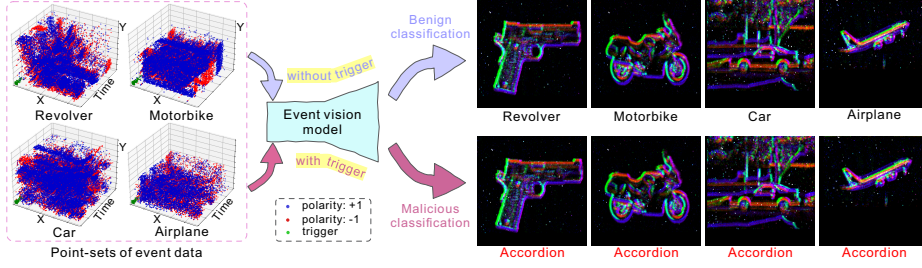 Y
Y
X
Time
X
Time
Revolver
Motorbike
Y
X
Time
X
Time
Car
Airplane
Point-sets of event data
without trigger
Event vision
model
with trigger
polarity: +1
polarity: -1
trigger
Benign
classification
Malicious
classification
Revolver
Motorbike
Car
Airplane
Accordion
Accordion
Accordion
Accordion